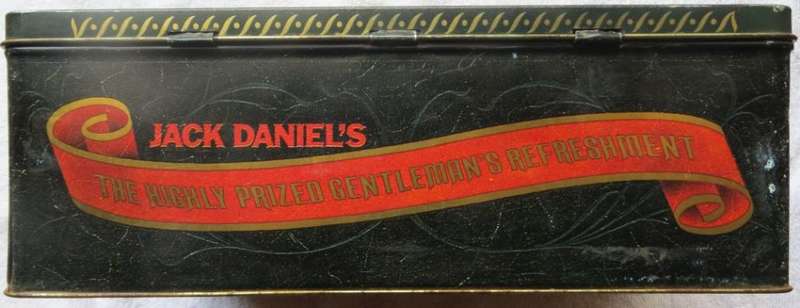 JACK DANIEL'S
THE HIGHLY PRIZED GENTLEMAN'S REFRESHMENT